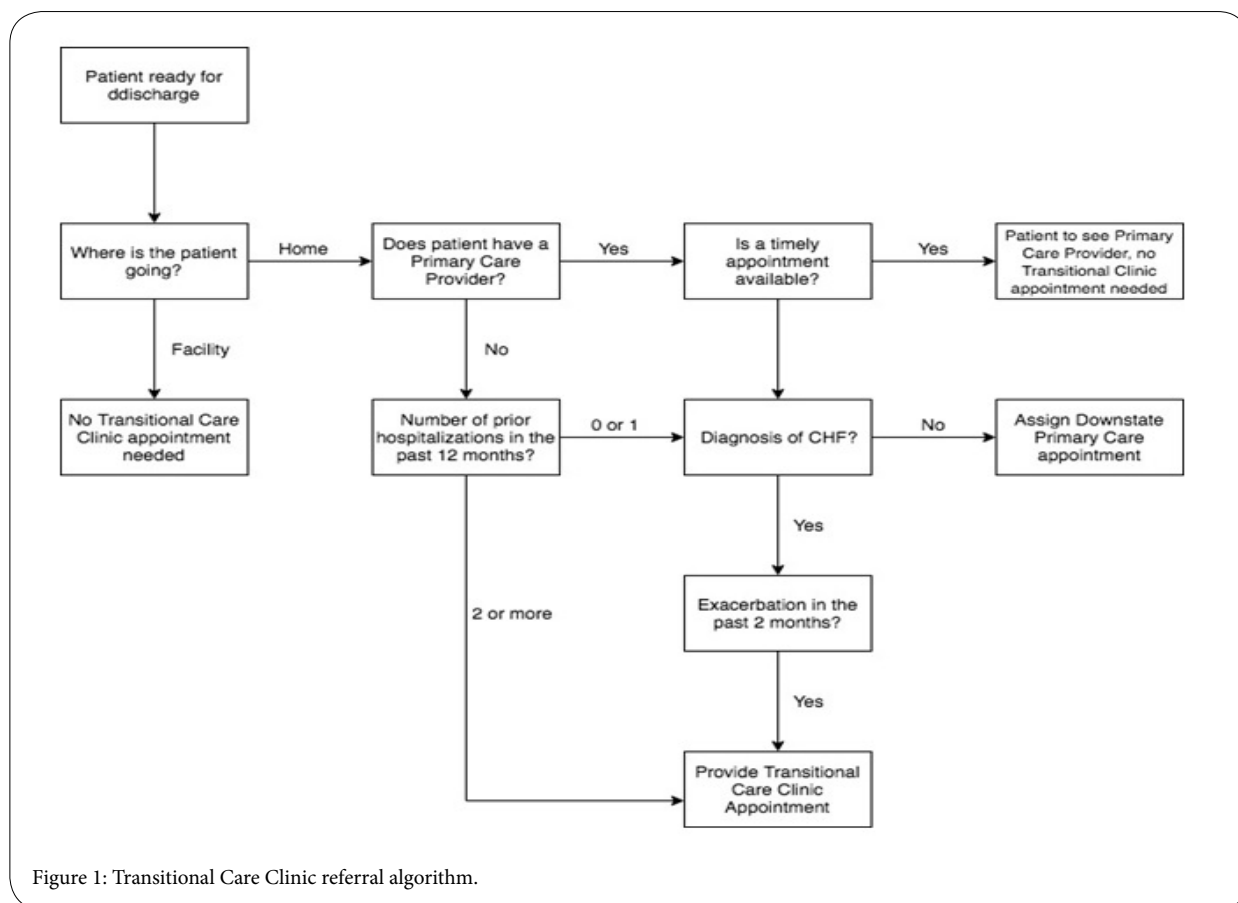 Patient ready for
ddischarge
Where is the patient
going?
Home
Does patient have a
Primary Care
Provider?
Yes
Is a timely
appointment
available?
Yes
Patient to see Primary
Care Provider, no
Transitional Clinic
appointment needed
Facility
No
No Transitional Care
Clinic appointment
needed
Number of prior
hospitalizations in the
past 12 months?
0 or 1
Diagnosis of CHF?
No
Assign Downstate
Primary Care
appointment
Yes
2 or more
Exacerbation in the
past 2 months?
Yes
Provide Transitional
Care Clinic
Appointment
Figure 1: Transitional Care Clinic referral algorithm.